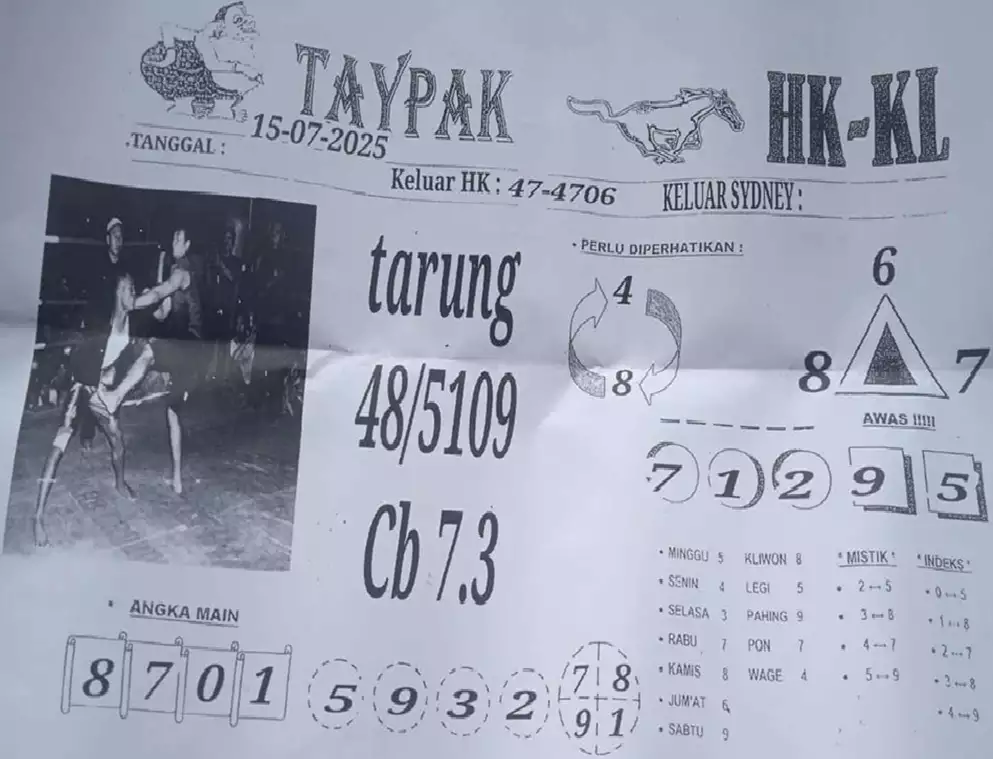 TAYPAK
HK-KL
.TANGGAL : 15-07-2025
Keluar HK : 47-4706
KELUAR SYDNEY :
tarung
48/5109
Cb 7.3
• PERLU DIPERHATIKAN :
4
8
6
8 7
AWAS !!!!!
7 1 2 9 5
• ANGKA MAIN
8 7 0 1
5 9 3 2
7 8
9 1
• MINGGU 5 KLIWON 8
• SENIN 4 LEGI 5
• SELASA 3 PAHING 9
• RABU 7 PON 7
• KAMIS 8 WAGE 4
• JUM'AT 6
• SABTU 9
* MISTIK *
• 2↔5
• 3↔8
• 4↔7
• 5↔9
* INDEKS *
• 0↔5
• 1↔8
• 2↔7
• 3↔8
• 4↔9